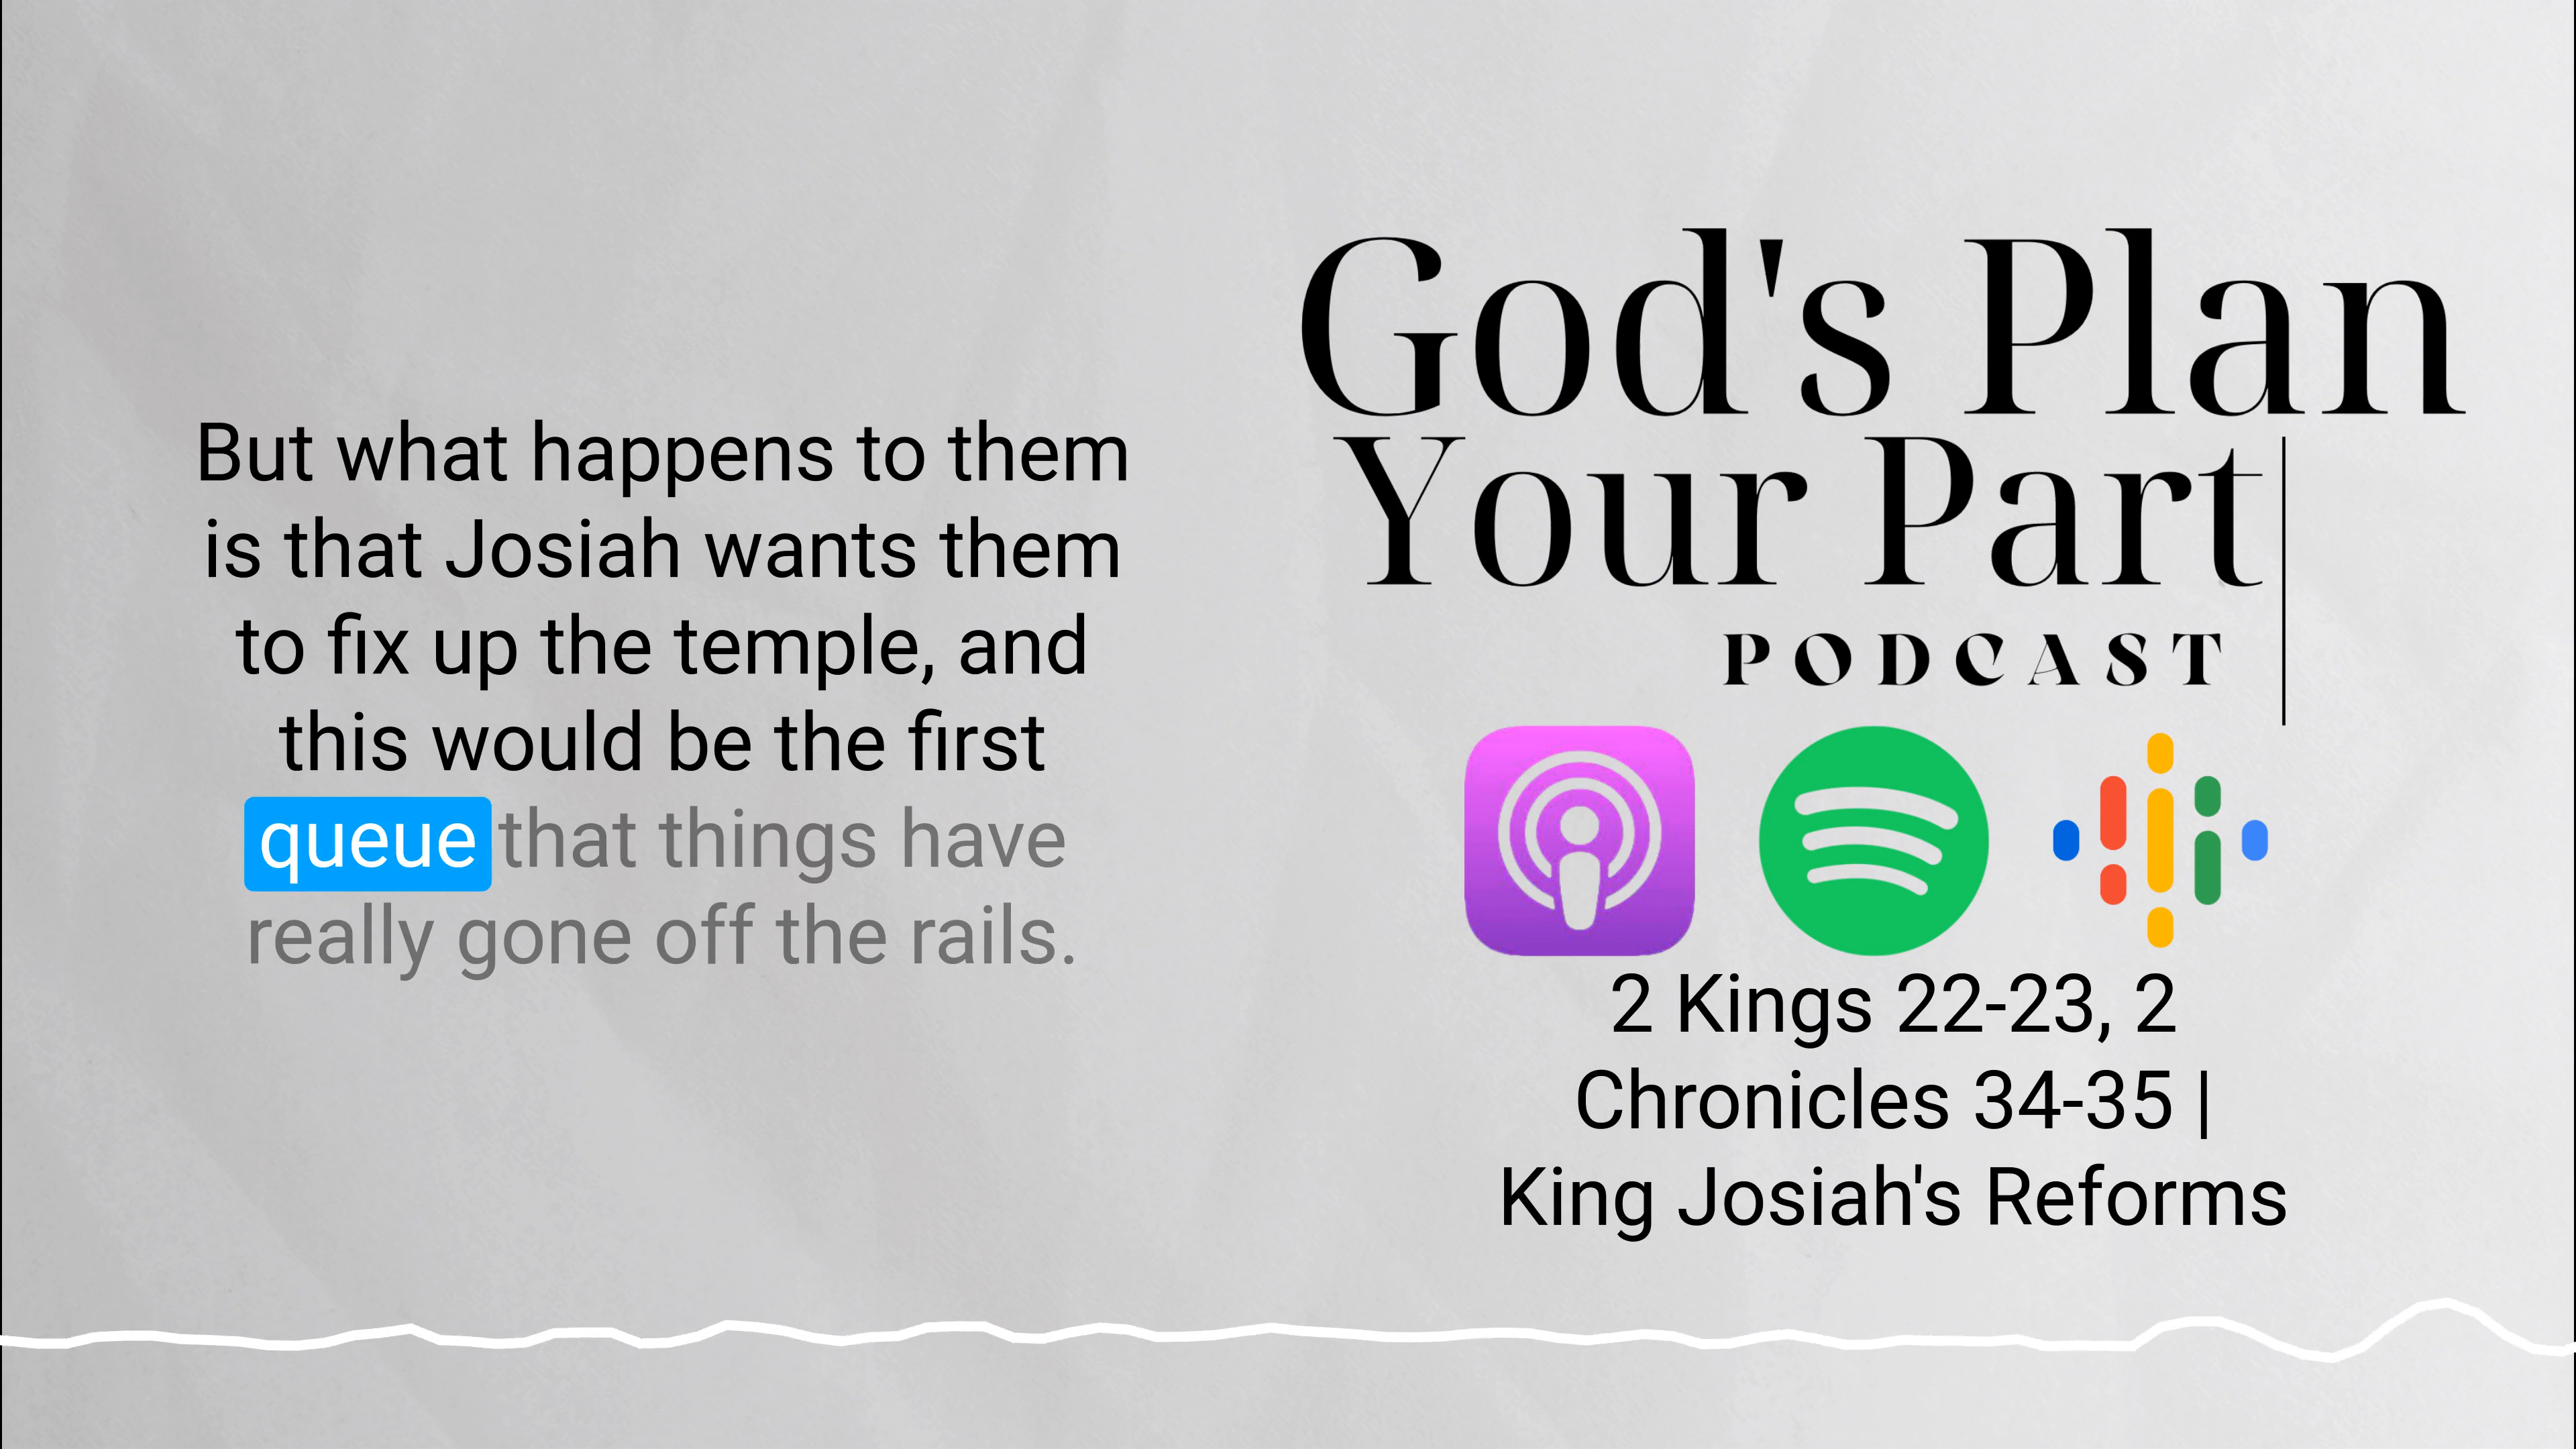 But what happens to them
is that Josiah wants them
to fix up the temple, and
this would be the first
queue that things have
really gone off the rails.
God's Plan
Your Part
PODCAST
2 Kings 22-23, 2
Chronicles 34-35 |
King Josiah's Reforms